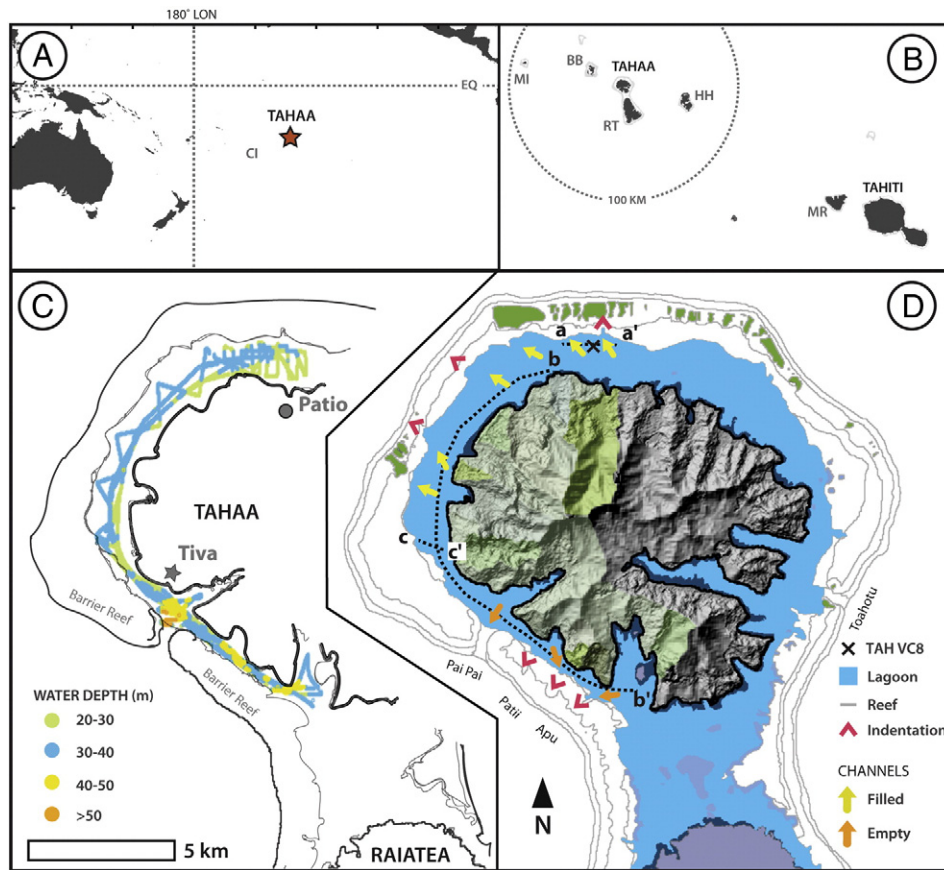 180° LON
A
EQ
TAHAA
CI
B
MI
BB
TAHAA
RT
HH
100 KM
MR
TAHITI
C
Patio
TAHAA
Tiva
Barrier Reef
Barrier Reef
WATER DEPTH (m)
20-30
30-40
40-50
>50
5 km
RAIATEA
D
a
a'
b
c
c'
b'
Pai Pai
Patii
Apu
Toahotu
N
TAH VC8
Lagoon
Reef
Indentation
CHANNELS
Filled
Empty